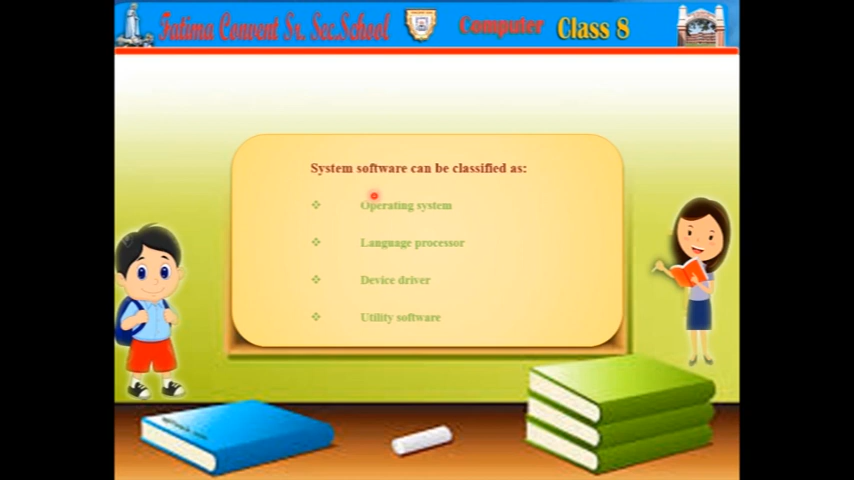 Fatima Convent Sr. Sec.School Computer Class 8
System software can be classified as:
❖ Operating system
❖ Language processor
❖ Device driver
❖ Utility software